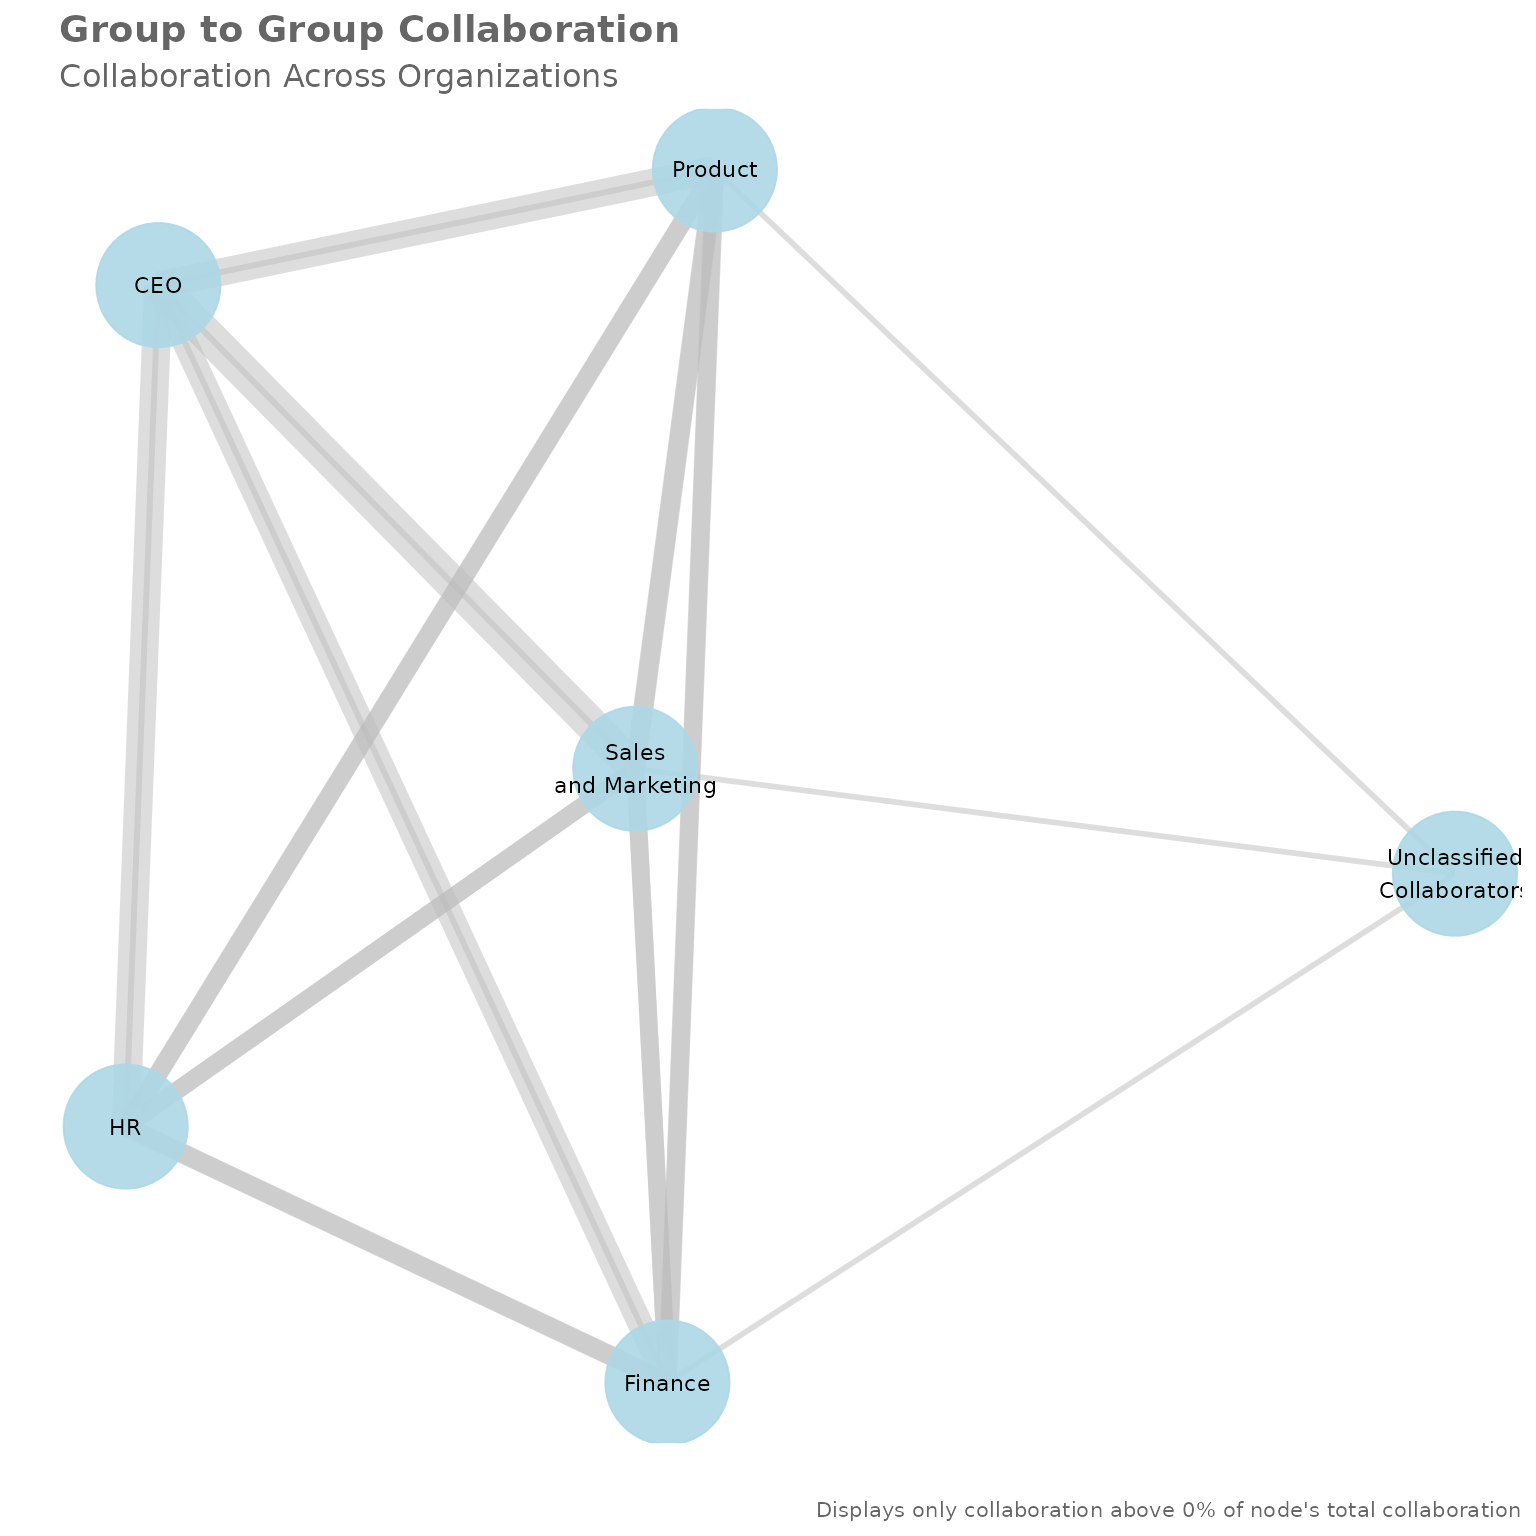 Group to Group Collaboration
Collaboration Across Organizations
Product
CEO
Sales
and Marketing
Unclassified
Collaborators
HR
Finance
Displays only collaboration above 0% of node's total collaboration